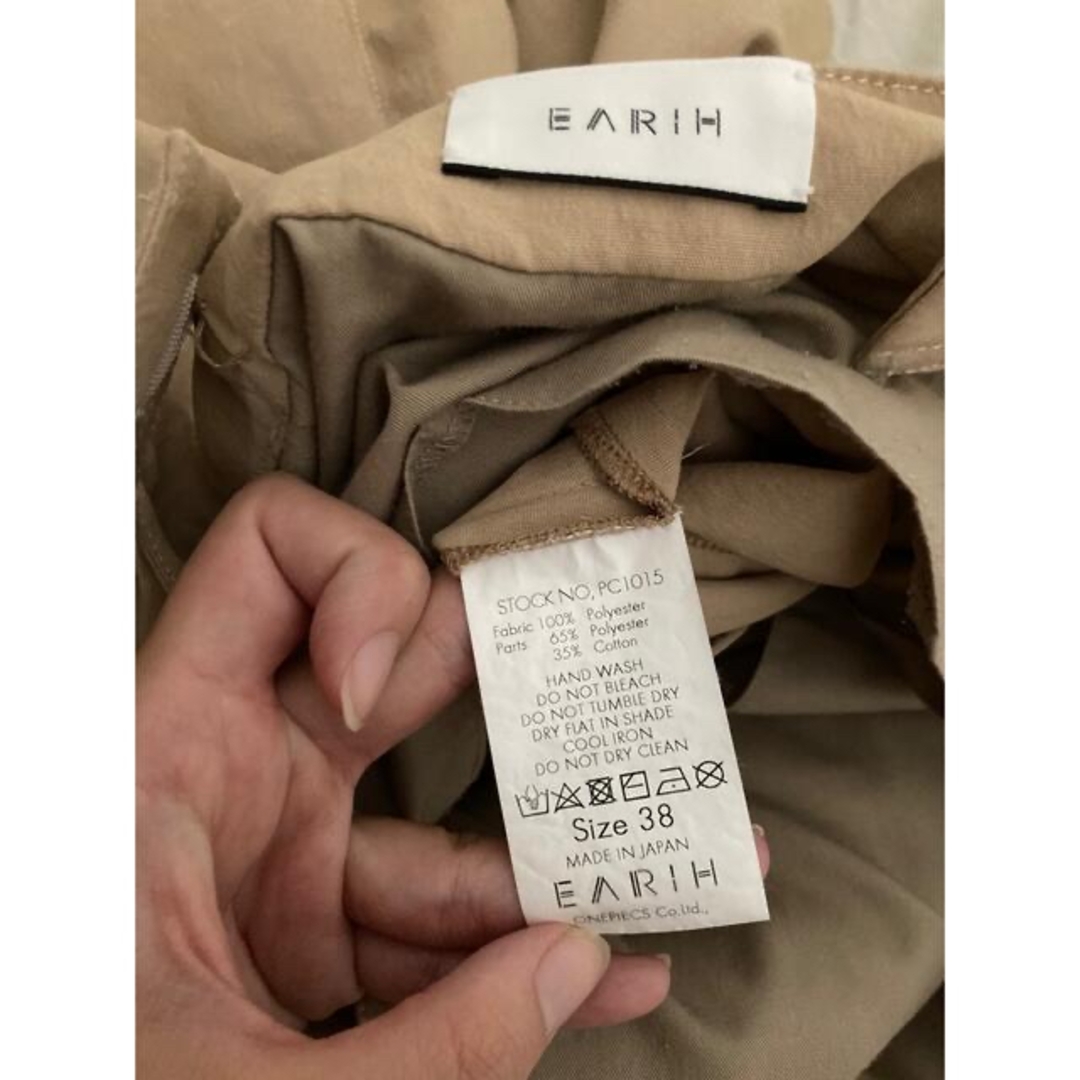 EARIH
STOCK NO, PC1015
Fabric 100% Polyester
Parts 65% Polyester
35% Cotton
HAND WASH
DO NOT BLEACH
DO NOT TUMBLE DRY
DRY FLAT IN SHADE
COOL IRON
DO NOT DRY CLEAN
Size 38
MADE IN JAPAN
EARIH
ONEPIECS Co.ltd.,